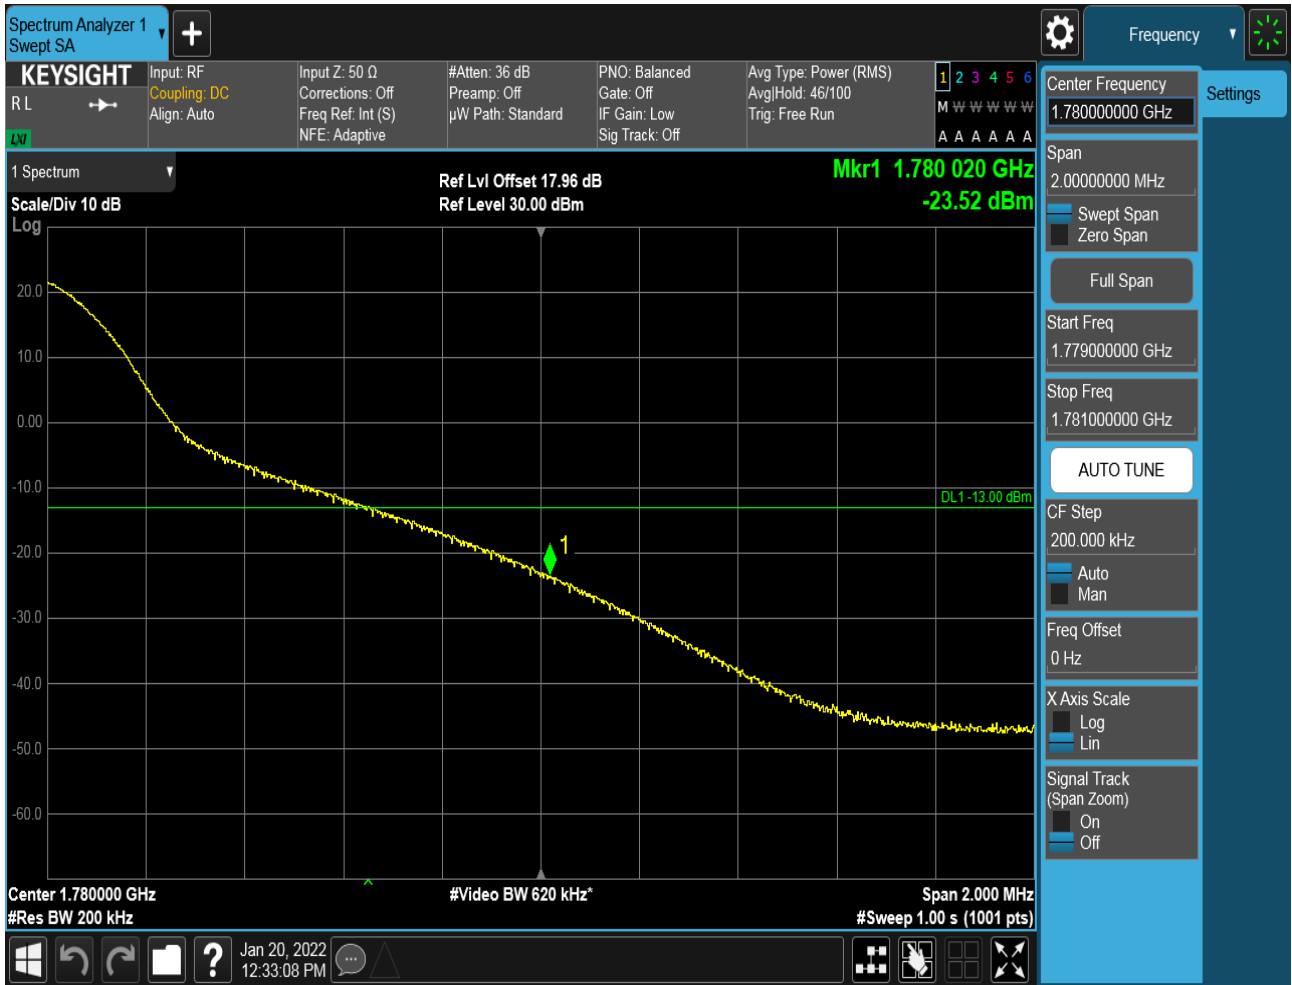 Spectrum Analyzer 1
Swept SA
Frequency
KEYSIGHT
R L
LXI
Input: RF
Coupling: DC
Align: Auto
Input Z: 50 Ω
Corrections: Off
Freq Ref: Int (S)
NFE: Adaptive
#Atten: 36 dB
Preamp: Off
µW Path: Standard
PNO: Balanced
Gate: Off
IF Gain: Low
Sig Track: Off
Avg Type: Power (RMS)
Avg|Hold: 46/100
Trig: Free Run
1 2 3 4 5 6
M W W W W W
A A A A A A
1 Spectrum
Scale/Div 10 dB
Log
Ref Lvl Offset 17.96 dB
Ref Level 30.00 dBm
Mkr1 1.780 020 GHz
-23.52 dBm
20.0
10.0
0.00
-10.0
-20.0
-30.0
-40.0
-50.0
-60.0
DL1 -13.00 dBm
1
Center 1.780000 GHz
#Res BW 200 kHz
#Video BW 620 kHz*
Span 2.000 MHz
#Sweep 1.00 s (1001 pts)
Jan 20, 2022
12:33:08 PM
Center Frequency
1.780000000 GHz
Settings
Span
2.00000000 MHz
Swept Span
Zero Span
Full Span
Start Freq
1.779000000 GHz
Stop Freq
1.781000000 GHz
AUTO TUNE
CF Step
200.000 kHz
Auto
Man
Freq Offset
0 Hz
X Axis Scale
Log
Lin
Signal Track
(Span Zoom)
On
Off